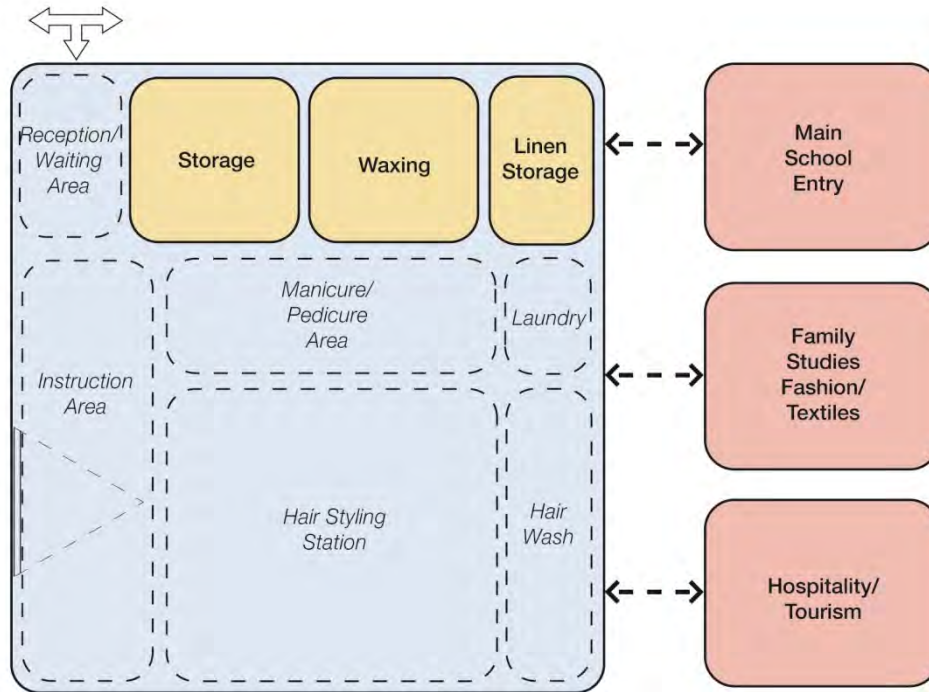 Reception/
Waiting
Area
Storage
Waxing
Linen
Storage
Main
School
Entry
Manicure/
Pedicure
Area
Laundry
Family
Studies
Fashion/
Textiles
Instruction
Area
Hair Styling
Station
Hair
Wash
Hospitality/
Tourism